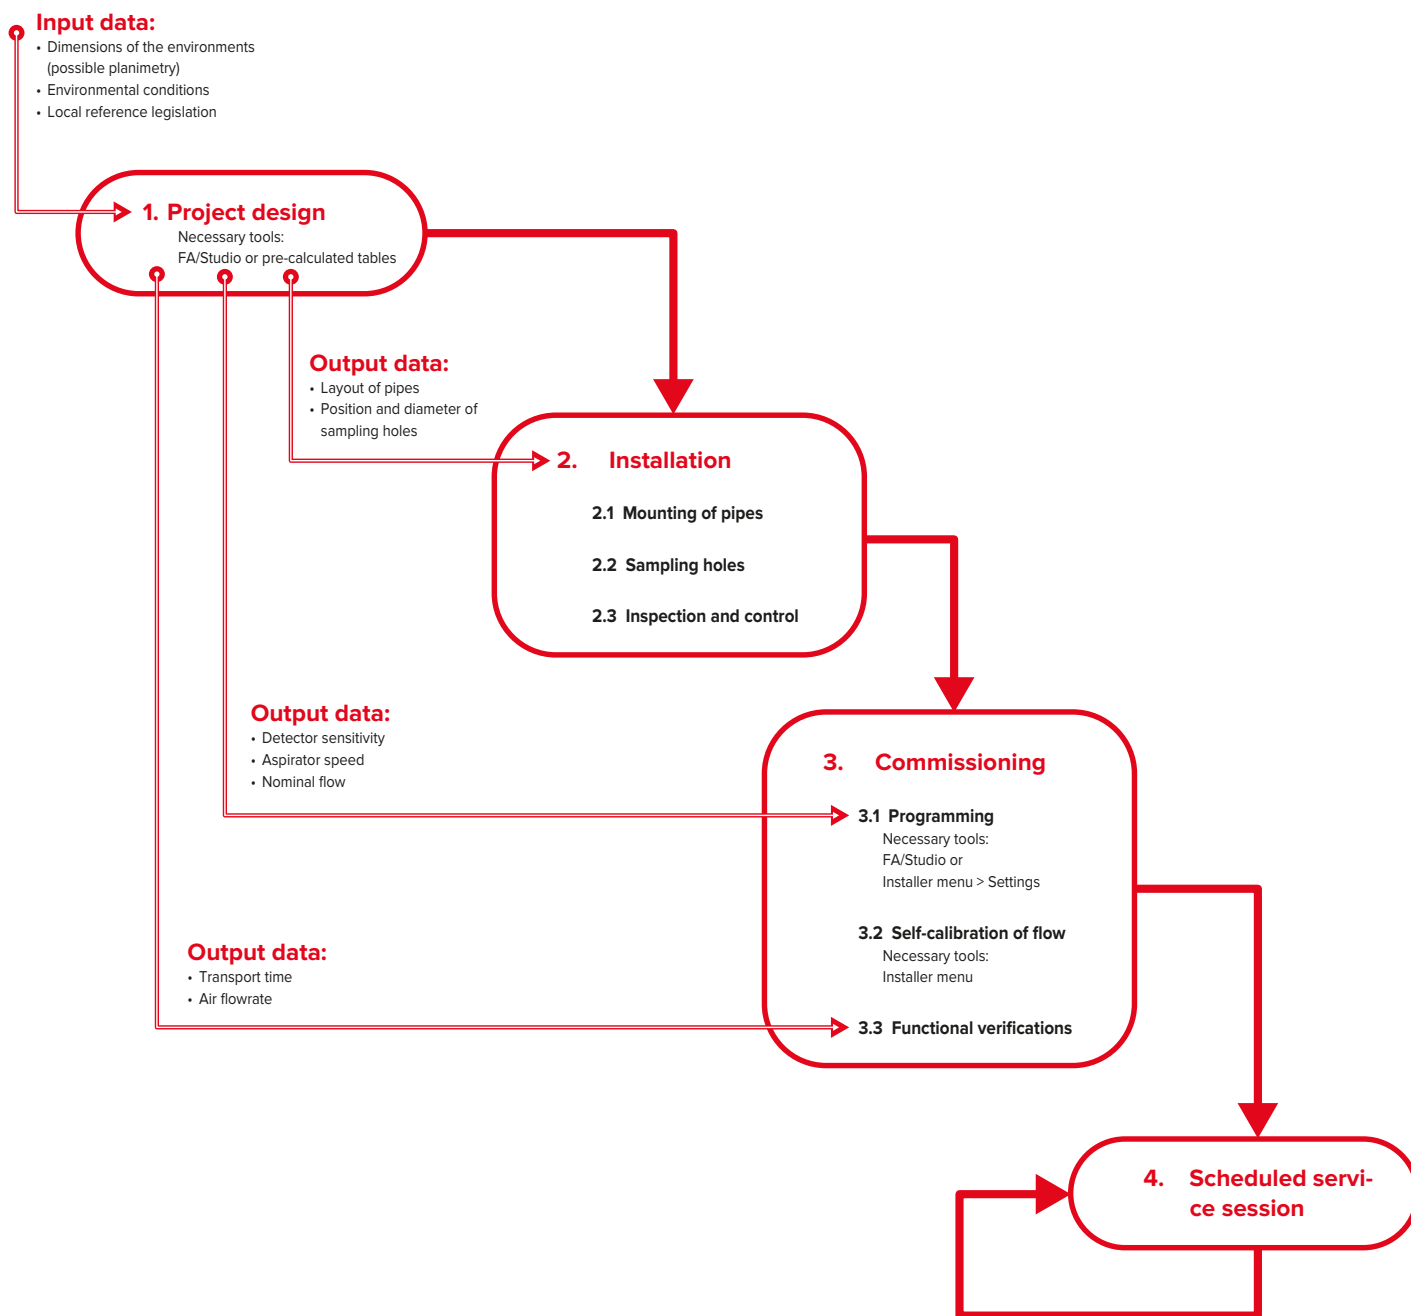 Input data:
• Dimensions of the environments
(possible planimetry)
• Environmental conditions
• Local reference legislation
1. Project design
Necessary tools:
FA/Studio or pre-calculated tables
Output data:
• Layout of pipes
• Position and diameter of
sampling holes
2. Installation
2.1 Mounting of pipes
2.2 Sampling holes
2.3 Inspection and control
Output data:
• Detector sensitivity
• Aspirator speed
• Nominal flow
3. Commissioning
3.1 Programming
Necessary tools:
FA/Studio or
Installer menu > Settings
3.2 Self-calibration of flow
Necessary tools:
Installer menu
Output data:
• Transport time
• Air flowrate
3.3 Functional verifications
4. Scheduled servi-
ce session